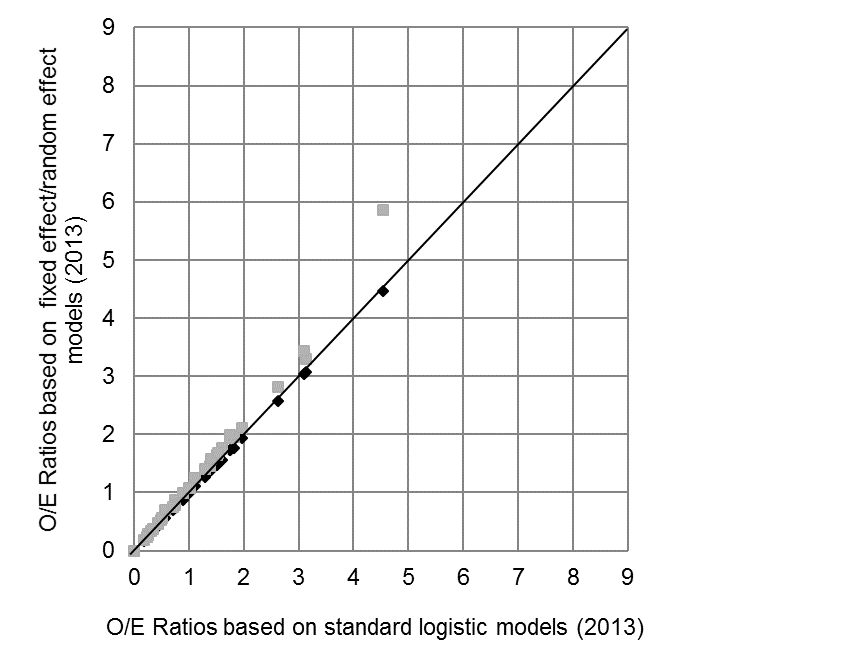 9
8
7
6
5
4
3
2
1
0
O/E Ratios based on fixed effect/random effect
models (2013)
0 1 2 3 4 5 6 7 8 9
O/E Ratios based on standard logistic models (2013)